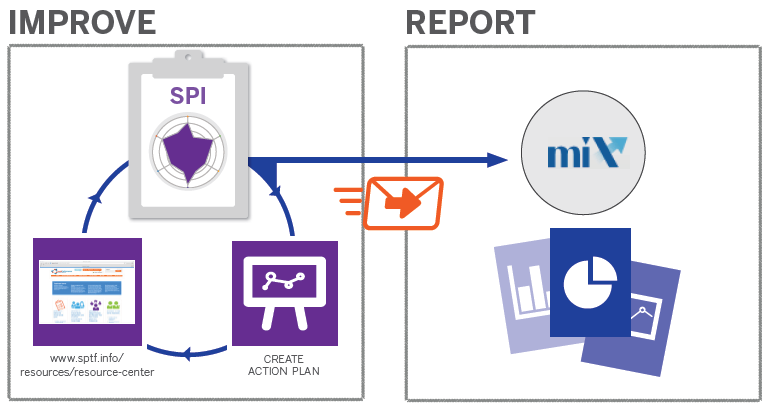 IMPROVE
REPORT
SPI
miX
www.sptf.info/
resources/resource-center
CREATE
ACTION PLAN